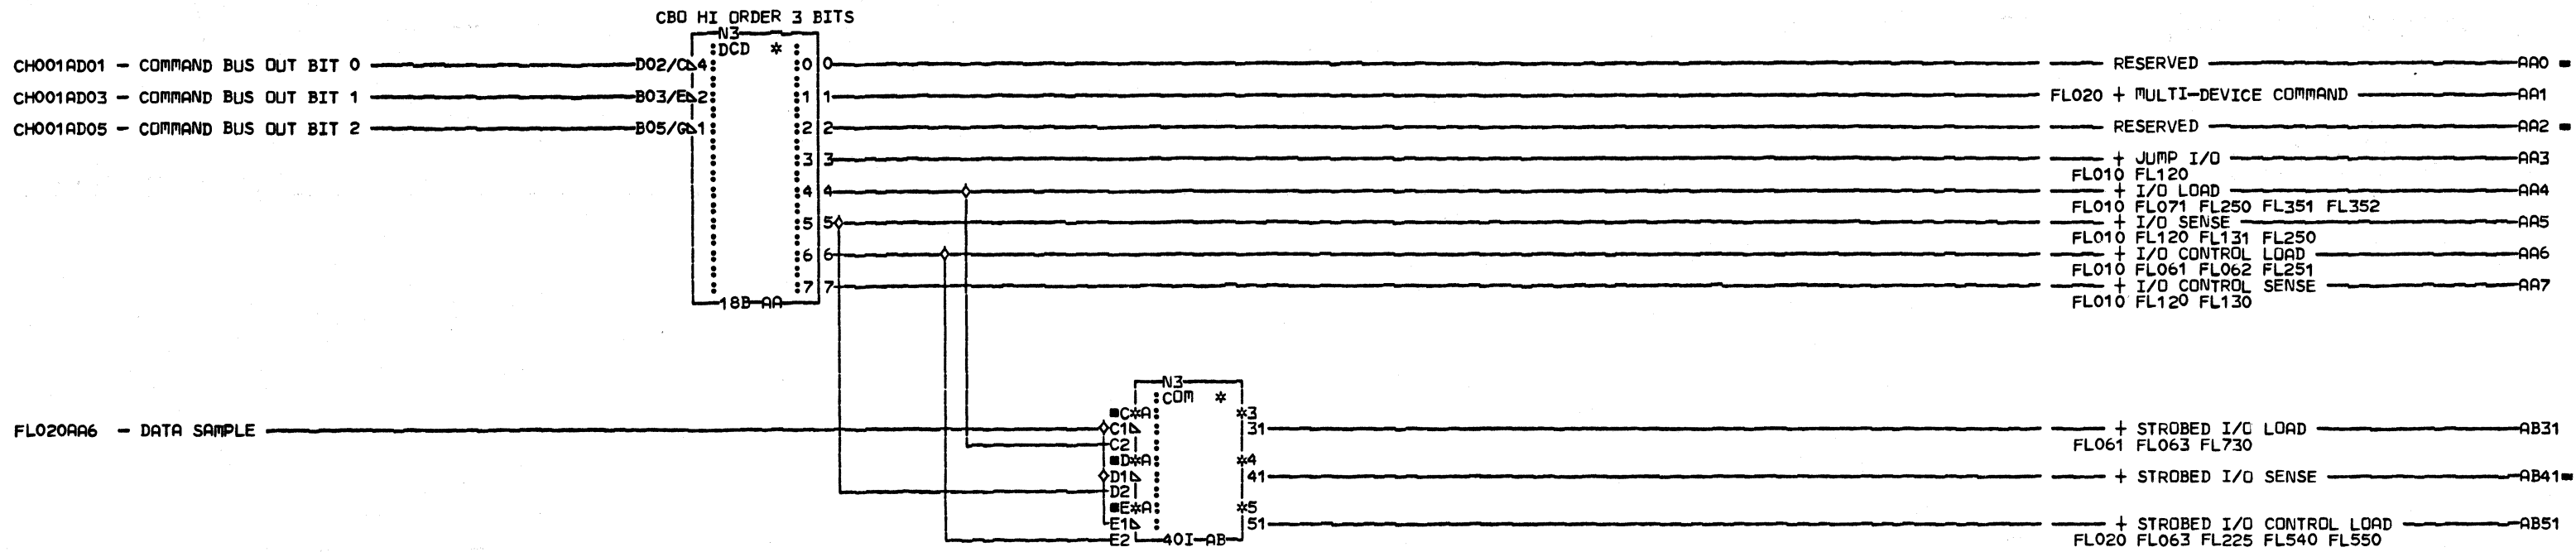 CBO HI ORDER 3 BITS
N3
DCD *
CH001AD01 - COMMAND BUS OUT BIT 0 D02/C 4 0 0 RESERVED AA0
CH001AD03 - COMMAND BUS OUT BIT 1 B03/E 2 1 1 FL020 + MULTI-DEVICE COMMAND AA1
CH001AD05 - COMMAND BUS OUT BIT 2 B05/G 1 2 2 RESERVED AA2
3 3 + JUMP I/O AA3
FL010 FL120
4 4 + I/O LOAD AA4
FL010 FL071 FL250 FL351 FL352
5 5 + I/O SENSE AA5
FL010 FL120 FL131 FL250
6 6 + I/O CONTROL LOAD AA6
FL010 FL061 FL062 FL251
7 7 + I/O CONTROL SENSE AA7
18B-AA FL010 FL120 FL130
N3
COM *
C*A *3
FL020AA6 - DATA SAMPLE C1 31 + STROBED I/O LOAD AB31
C2 FL061 FL063 FL730
D*A *4
D1 41 + STROBED I/O SENSE AB41
D2
E*A *5
E1 51 + STROBED I/O CONTROL LOAD AB51
E2 40I-AB FL020 FL063 FL225 FL540 FL550